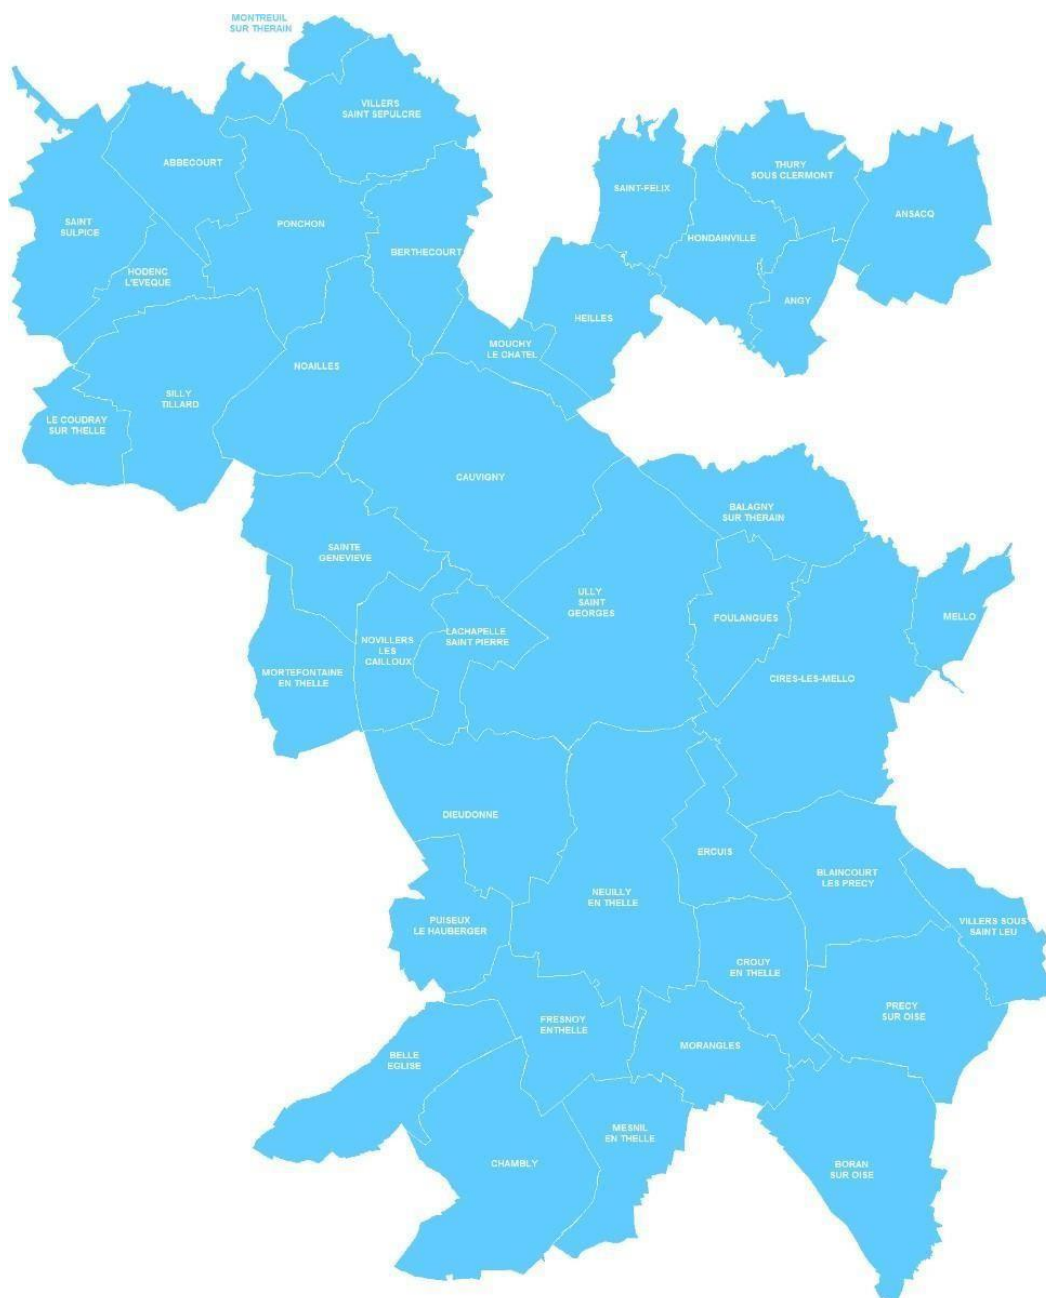 MONTREUIL
SUR THERAIN
VILLERS
SAINT SEPULCRE
ABBECOURT
THURY
SOUS CLERMONT
SAINT-FELIX
ANSACQ
SAINT
SULPICE
PONCHON
HONDAINVILLE
BERTHECOURT
HODENC
L'EVEQUE
ANGY
HEILLES
MOUCHY
LE CHATEL
NOAILLES
SILLY
TILLARD
LE COUDRAY
SUR THELLE
CAUVIGNY
BALAGNY
SUR THERAIN
SAINTE
GENEVIEVE
ULLY
SAINT
GEORGES
FOULANGUES
MELLO
LACHAPELLE
SAINT PIERRE
NOVILLERS
LES
CAILLOUX
MORTEFONTAINE
EN THELLE
CIRES-LES-MELLO
DIEUDONNE
ERCUIS
BLAINCOURT
LES PRECY
NEUILLY
EN THELLE
PUISEUX
LE HAUBERGER
VILLERS SOUS
SAINT LEU
CROUY
EN THELLE
PRECY
SUR OISE
FRESNOY
ENTHELLE
MORANGLES
BELLE
EGLISE
MESNIL
EN THELLE
CHAMBLY
BORAN
SUR OISE